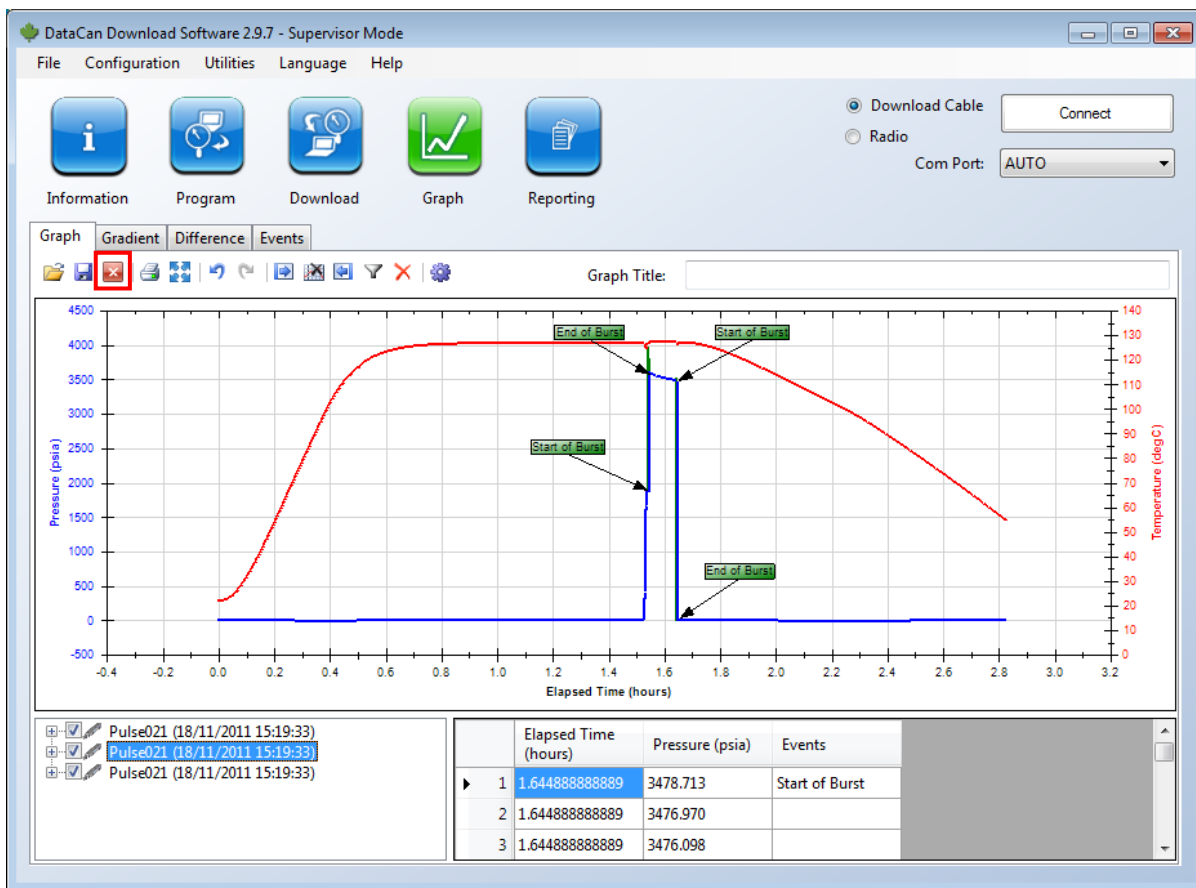 DataCan Download Software 2.9.7 - Supervisor Mode
File Configuration Utilities Language Help
Download Cable
Connect
Radio
Com Port: AUTO
Information Program Download Graph Reporting
Graph Gradient Difference Events
Graph Title:
4500
4000
3500
3000
2500
2000
1500
1000
500
0
-500
Pressure (psia)
End of Burst
Start of Burst
Start of Burst
End of Burst
140
130
120
110
100
90
80
70
60
50
40
30
20
10
0
Temperature (degC)
-0.4 -0.2 0.0 0.2 0.4 0.6 0.8 1.0 1.2 1.4 1.6 1.8 2.0 2.2 2.4 2.6 2.8 3.0 3.2
Elapsed Time (hours)
Pulse021 (18/11/2011 15:19:33)
Pulse021 (18/11/2011 15:19:33)
Pulse021 (18/11/2011 15:19:33)
Elapsed Time
(hours) Pressure (psia) Events
1 1.644888888889 3478.713 Start of Burst
2 1.644888888889 3476.970
3 1.644888888889 3476.098